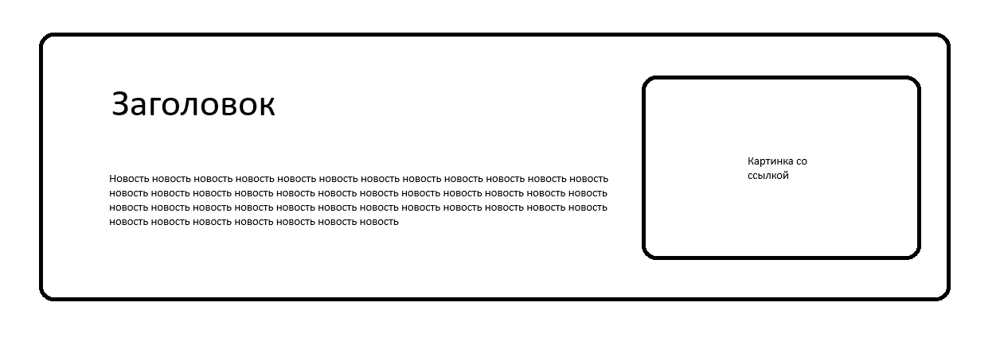 Заголовок
Новость новость новость новость новость новость новость новость новость новость новость новость
новость новость новость новость новость новость новость новость новость новость новость новость
новость новость новость новость новость новость новость новость новость новость новость новость
новость новость новость новость новость новость новость
Картинка со
ссылкой